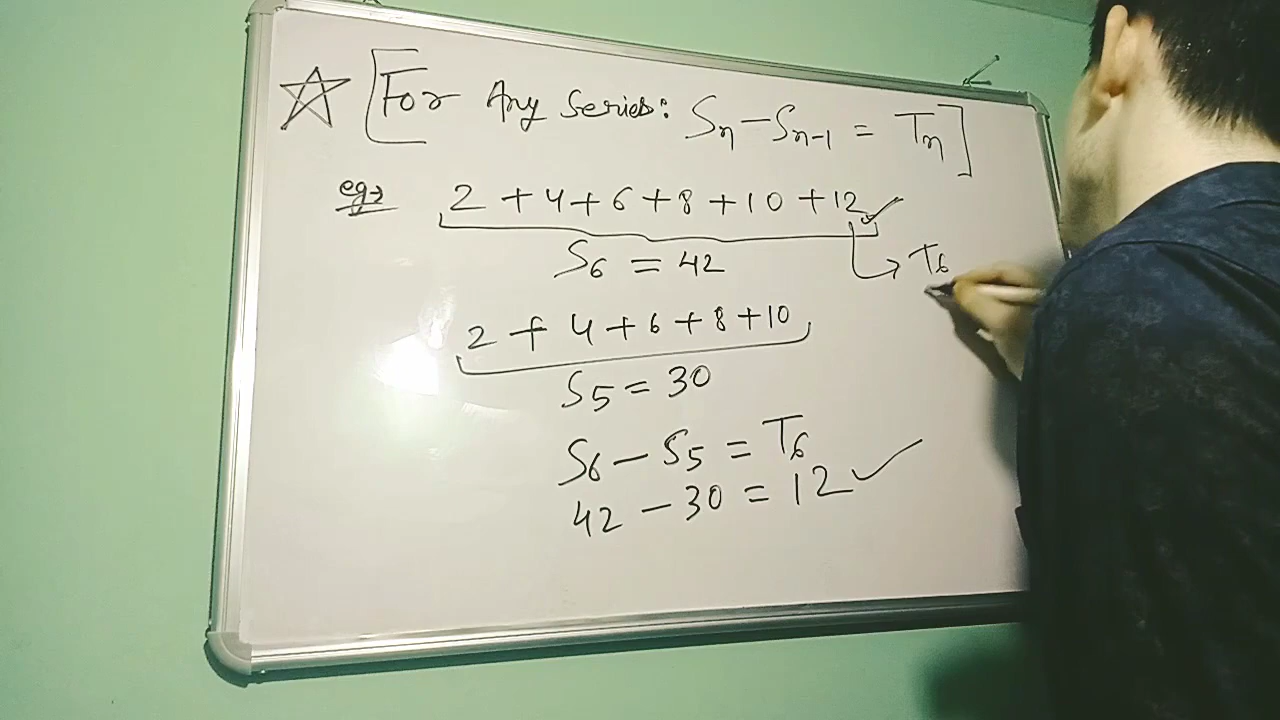 ☆ [For Any Series: Sn - Sn-1 = Tn]
eg→ 2 + 4 + 6 + 8 + 10 + 12 ✓
S6 = 42 → T6
2 + 4 + 6 + 8 + 10
S5 = 30
S6 - S5 = T6
42 - 30 = 12 ✓